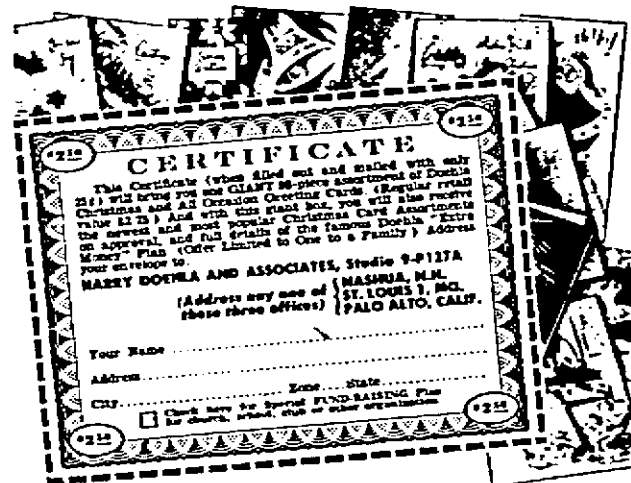 $2.50 $2.50
CERTIFICATE
This Certificate (when filled out and mailed with only
25¢) will bring you one GIANT 98-piece assortment of Doehla
Christmas and All Occasion Greeting Cards. (Regular retail
value $2.75) And with this giant box, you will also receive
the newest and most popular Christmas Card Assortments
on approval, and full details of the famous Doehla "Extra
Money" Plan (Offer Limited to One to a Family) Address
your envelope to
HARRY DOEHLA AND ASSOCIATES, Studio 9-P127A
(Address any one of these three offices)
NASHUA, N.H.
ST. LOUIS 1, MO.
PALO ALTO, CALIF.
Your Name
Address
City Zone State
Check here for Special FUND-RAISING Plan
for church, school, club or other organization
$2.50 $2.50